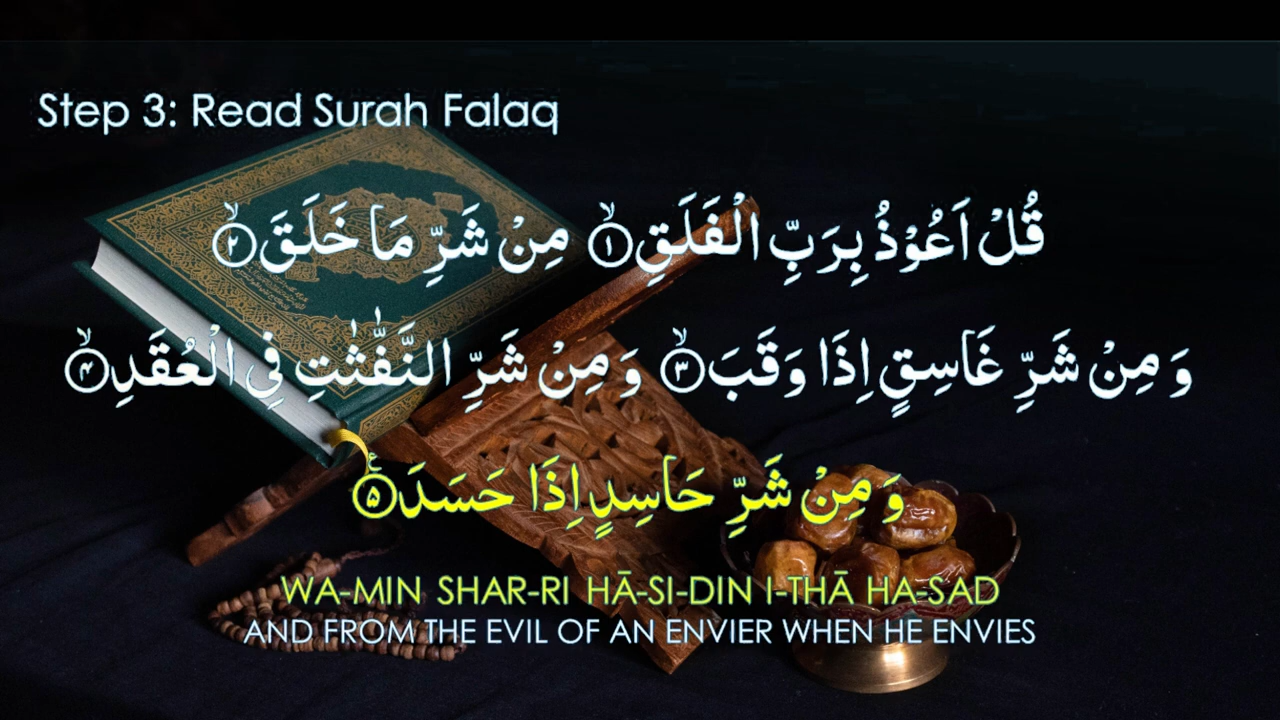 Step 3: Read Surah Falaq
قُلْ اَعُوْذُ بِرَبِّ الْفَلَقِۙ۝۱ مِنْ شَرِّ مَا خَلَقَۙ۝۲
وَ مِنْ شَرِّ غَاسِقٍ اِذَا وَقَبَۙ۝۳ وَ مِنْ شَرِّ النَّفّٰثٰتِ فِی الْعُقَدِۙ۝۴
وَ مِنْ شَرِّ حَاسِدٍ اِذَا حَسَدَ۠۝۵
WA-MIN SHAR-RI HĀ-SI-DIN I-THĀ HA-SAD
AND FROM THE EVIL OF AN ENVIER WHEN HE ENVIES